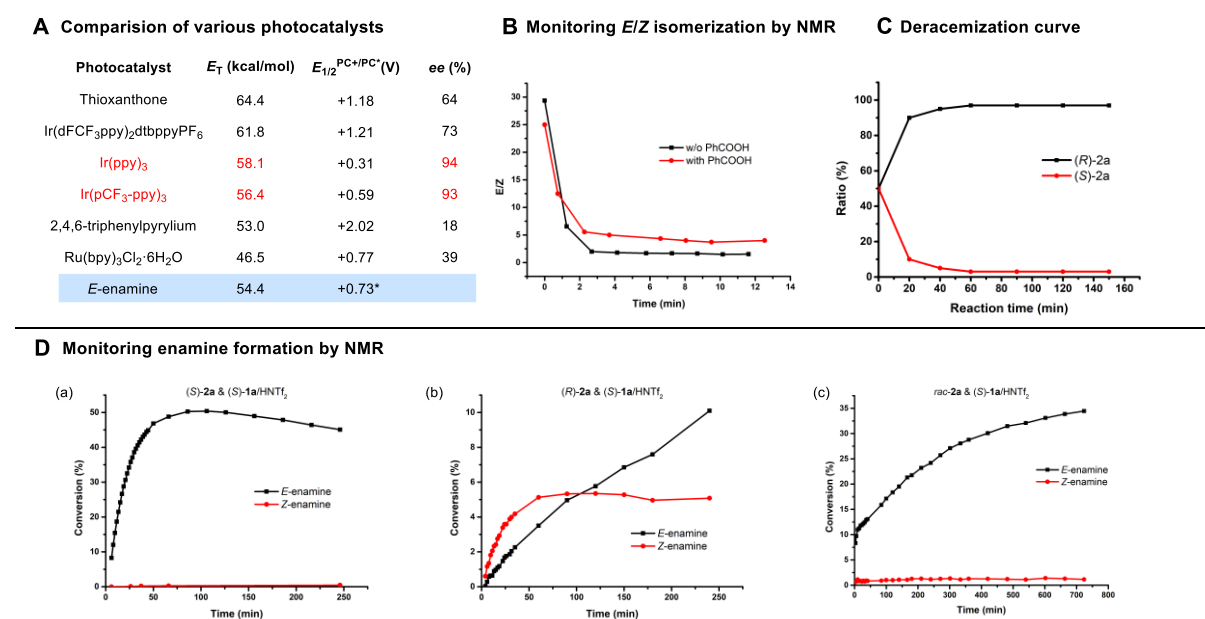 A Comparision of various photocatalysts
Photocatalyst E_T (kcal/mol) E_1/2^PC+/PC*(V) ee (%)
Thioxanthone 64.4 +1.18 64
Ir(dFCF₃ppy)₂dtbppyPF₆ 61.8 +1.21 73
Ir(ppy)₃ 58.1 +0.31 94
Ir(pCF₃-ppy)₃ 56.4 +0.59 93
2,4,6-triphenylpyrylium 53.0 +2.02 18
Ru(bpy)₃Cl₂·6H₂O 46.5 +0.77 39
E-enamine 54.4 +0.73*
B Monitoring E/Z isomerization by NMR
30
25
20
15
10
5
0
E/Z
w/o PhCOOH
with PhCOOH
0 2 4 6 8 10 12 14
Time (min)
C Deracemization curve
100
80
60
40
20
0
Ratio (%)
(R)-2a
(S)-2a
0 20 40 60 80 100 120 140 160
Reaction time (min)
D Monitoring enamine formation by NMR
(a)
(S)-2a & (S)-1a/HNTf₂
50
40
30
20
10
0
Conversion (%)
E-enamine
Z-enamine
0 50 100 150 200 250
Time (min)
(b)
(R)-2a & (S)-1a/HNTf₂
10
8
6
4
2
0
Conversion (%)
E-enamine
Z-enamine
0 50 100 150 200 250
Time (min)
(c)
rac-2a & (S)-1a/HNTf₂
35
30
25
20
15
10
5
0
Conversion (%)
E-enamine
Z-enamine
0 100 200 300 400 500 600 700 800
Time (min)